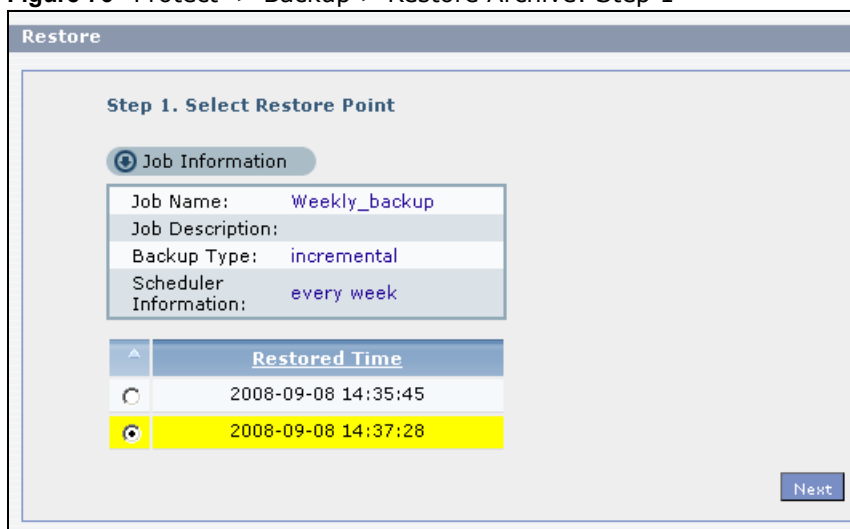 Restore
Step 1. Select Restore Point
Job Information
Job Name: Weekly_backup
Job Description:
Backup Type: incremental
Scheduler Information: every week
Restored Time
2008-09-08 14:35:45
2008-09-08 14:37:28
Next